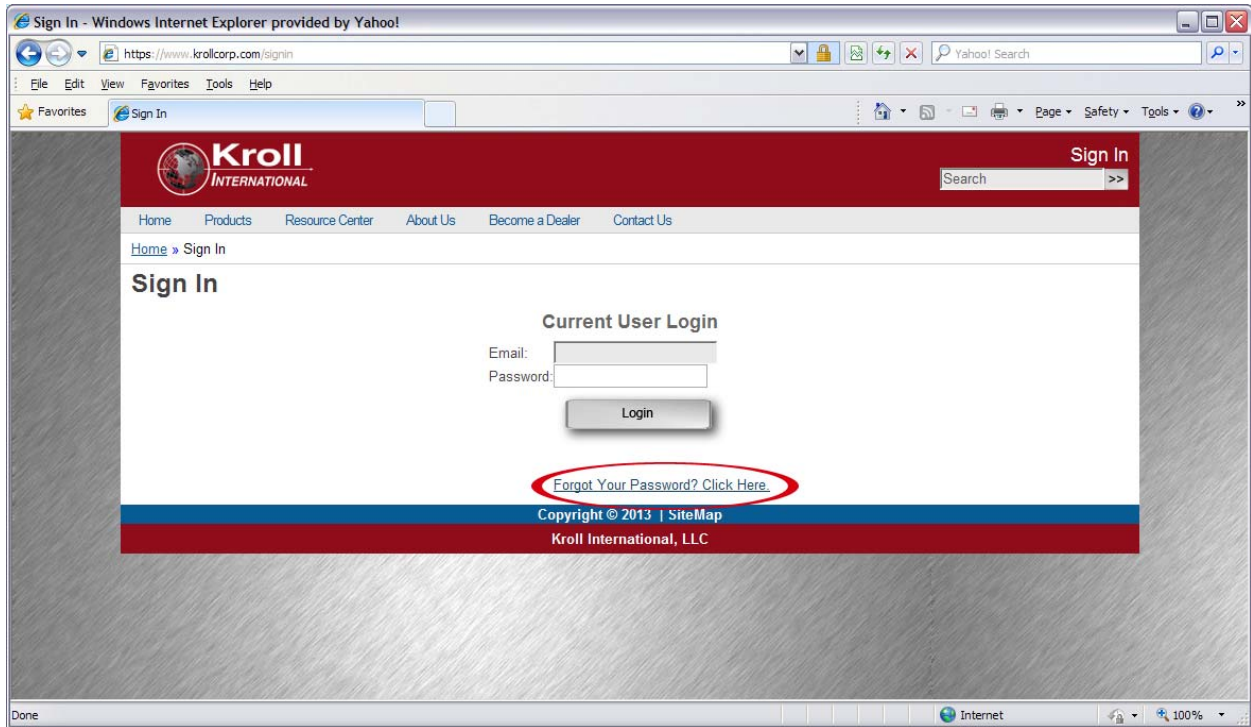 Sign In - Windows Internet Explorer provided by Yahoo!
https://www.krollcorp.com/signin
Yahoo! Search
File Edit View Favorites Tools Help
Favorites Sign In Page Safety Tools »
Kroll
INTERNATIONAL
Sign In
Search >>
Home Products Resource Center About Us Become a Dealer Contact Us
Home » Sign In
Sign In
Current User Login
Email:
Password:
Login
Forgot Your Password? Click Here.
Copyright © 2013 | SiteMap
Kroll International, LLC
Done Internet 100%